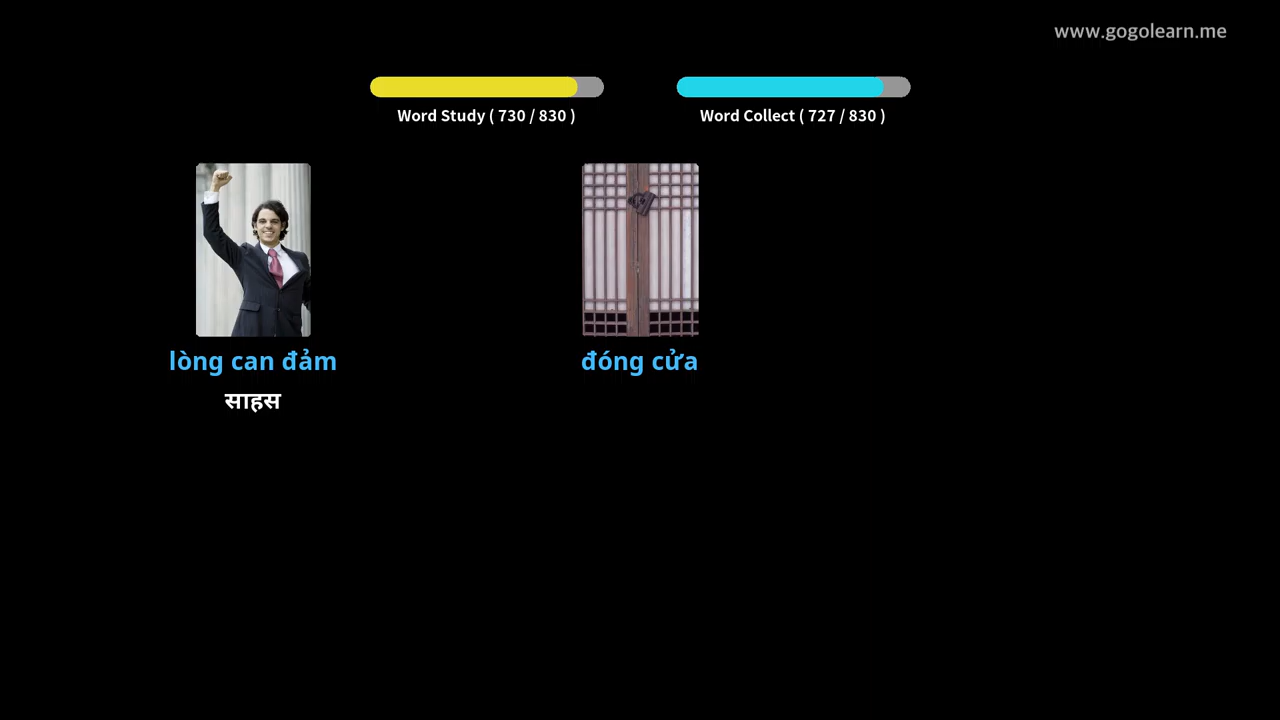 www.gogolearn.me
Word Study ( 730 / 830 )
Word Collect ( 727 / 830 )
lòng can đảm
साहस
đóng cửa